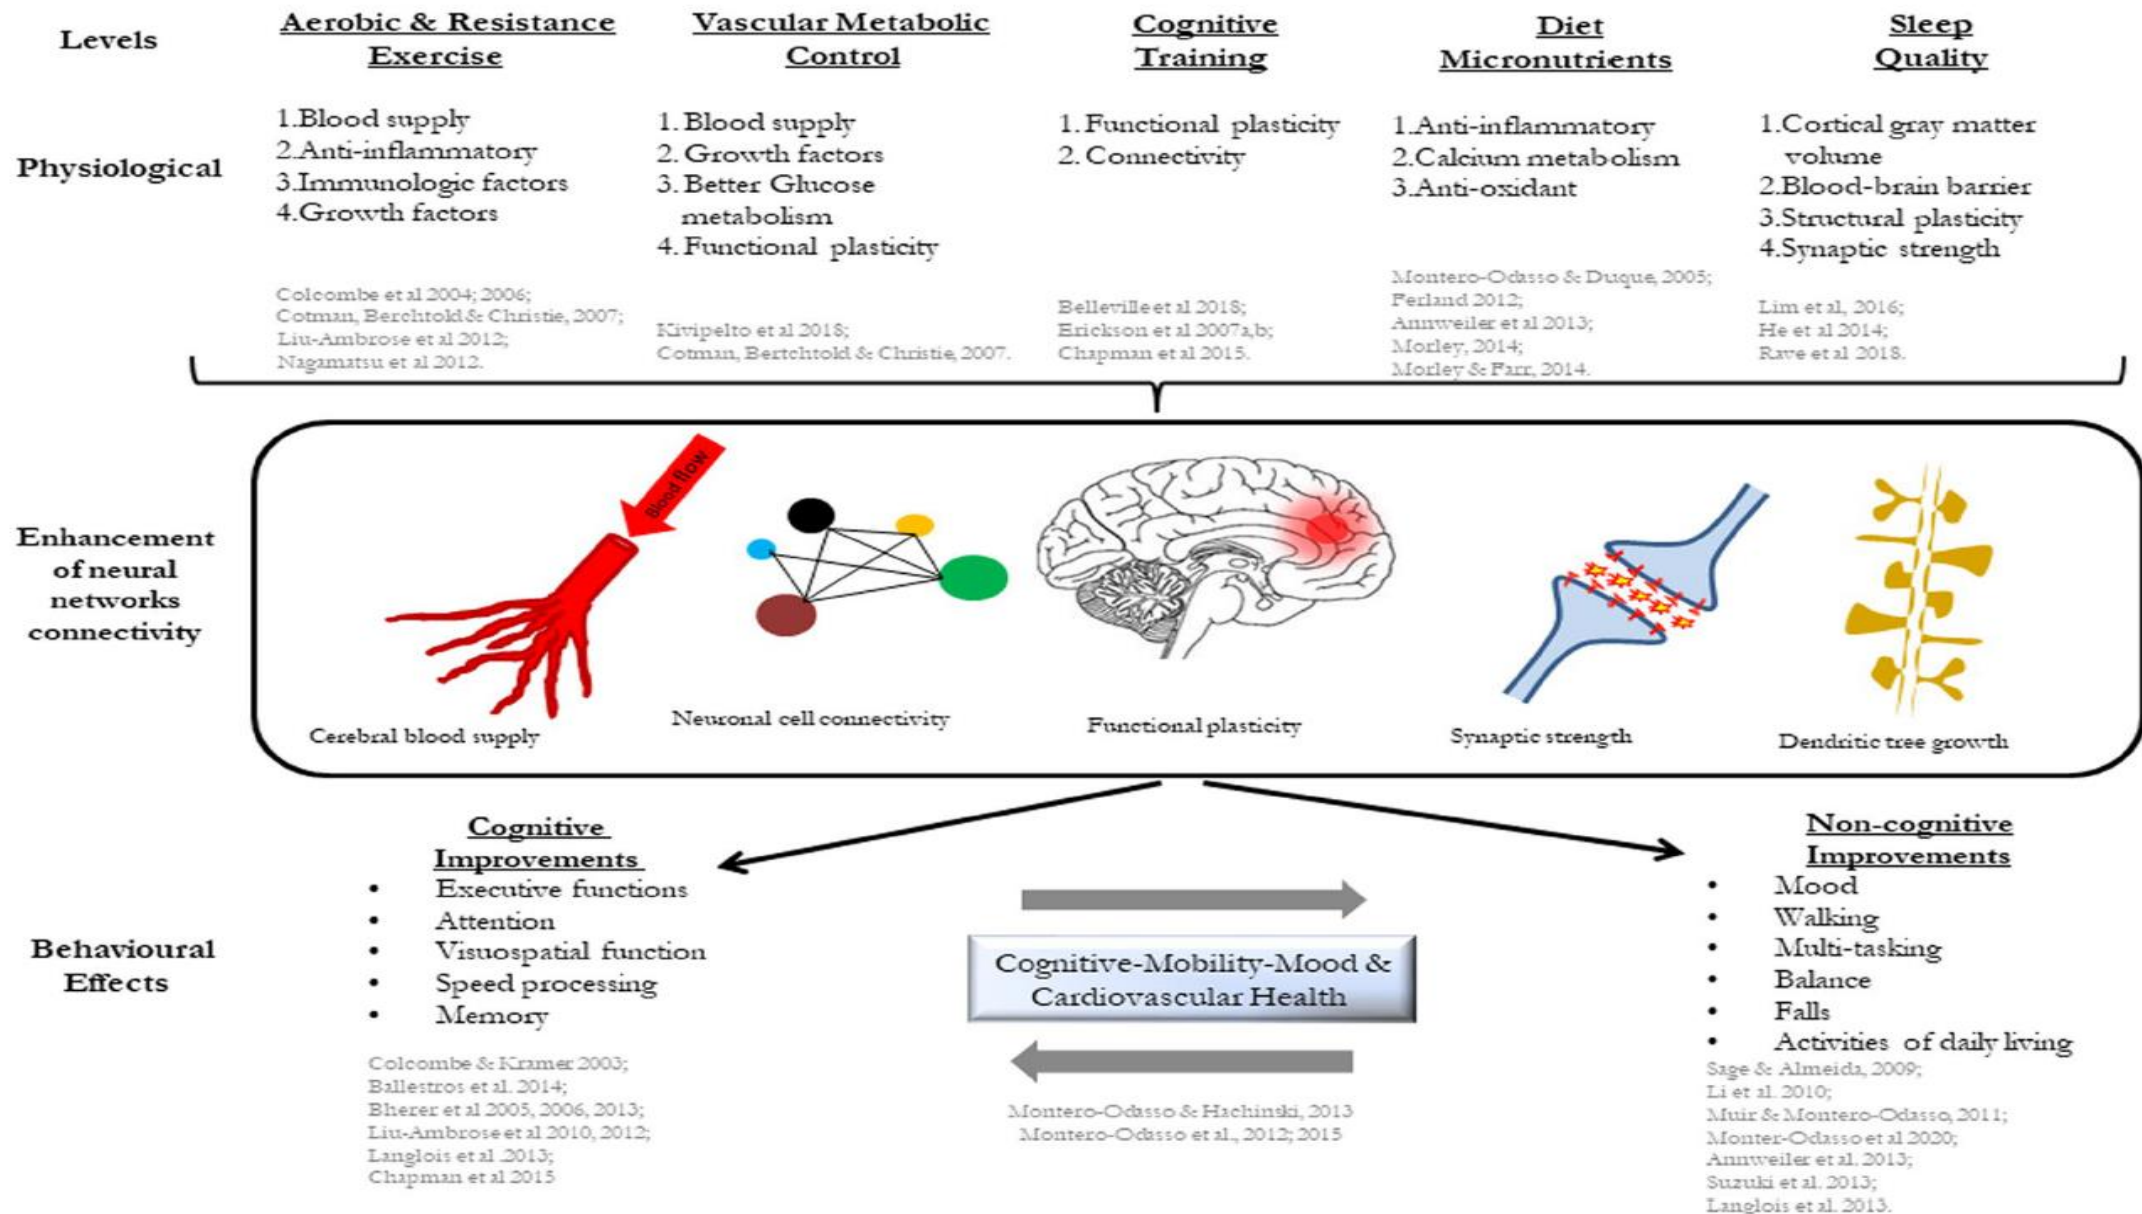 Levels
Aerobic & Resistance
Exercise
Vascular Metabolic
Control
Cognitive
Training
Diet
Micronutrients
Sleep
Quality
Physiological
1.Blood supply
2.Anti-inflammatory
3.Immunologic factors
4.Growth factors
Colcombe et al 2004; 2006;
Cotman, Berchtold & Christie, 2007;
Liu-Ambrose et al 2012;
Nagamatsu et al 2012.
1. Blood supply
2. Growth factors
3. Better Glucose
metabolism
4. Functional plasticity
Kivipelto et al 2018;
Cotman, Bertchtold & Christie, 2007.
1. Functional plasticity
2. Connectivity
Belleville et al 2018;
Erickson et al 2007a,b;
Chapman et al 2015.
1.Anti-inflammatory
2.Calcium metabolism
3.Anti-oxidant
Montero-Odasso & Duque, 2005;
Ferland 2012;
Annweiler et al 2013;
Morley, 2014;
Morley & Farr, 2014.
1.Cortical gray matter
volume
2.Blood-brain barrier
3.Structural plasticity
4.Synaptic strength
Lim et al, 2016;
He et al 2014;
Rave et al 2018.
Enhancement
of neural
networks
connectivity
Blood flow
Cerebral blood supply
Neuronal cell connectivity
Functional plasticity
Synaptic strength
Dendritic tree growth
Behavioural
Effects
Cognitive
Improvements
• Executive functions
• Attention
• Visuospatial function
• Speed processing
• Memory
Colcombe & Kramer 2003;
Ballestros et al. 2014;
Bherer et al 2005, 2006, 2013;
Liu-Ambrose et al 2010, 2012;
Langlois et al .2013;
Chapman et al 2015
Cognitive-Mobility-Mood &
Cardiovascular Health
Montero-Odasso & Hachinski, 2013
Montero-Odasso et al., 2012; 2015
Non-cognitive
Improvements
• Mood
• Walking
• Multi-tasking
• Balance
• Falls
• Activities of daily living
Sage & Almeida, 2009;
Li et al. 2010;
Muir & Montero-Odasso, 2011;
Monter-Odasso et al 2020;
Annweiler et al. 2013;
Suzuki et al. 2013;
Langlois et al. 2013.